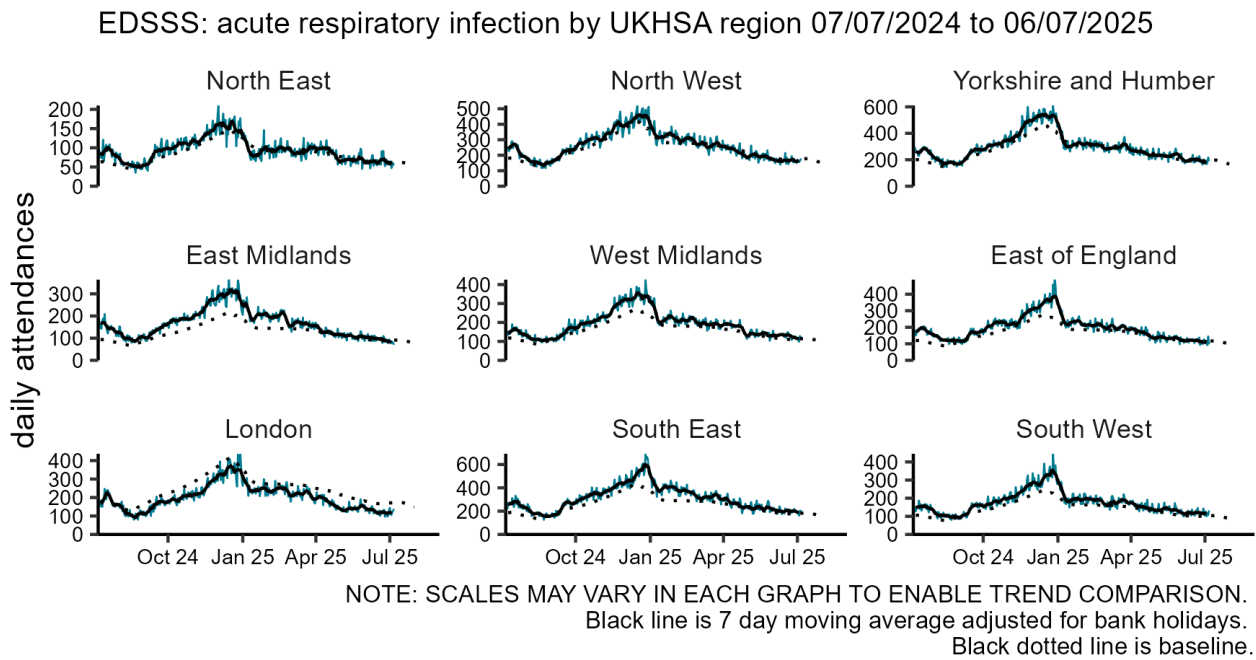 EDSSS: acute respiratory infection by UKHSA region 07/07/2024 to 06/07/2025
daily attendances
North East
200
150
100
50
0
North West
500
400
300
200
100
0
Yorkshire and Humber
600
400
200
0
East Midlands
300
200
100
0
West Midlands
400
300
200
100
0
East of England
400
300
200
100
0
London
400
300
200
100
0
Oct 24 Jan 25 Apr 25 Jul 25
South East
600
400
200
0
Oct 24 Jan 25 Apr 25 Jul 25
South West
400
300
200
100
0
Oct 24 Jan 25 Apr 25 Jul 25
NOTE: SCALES MAY VARY IN EACH GRAPH TO ENABLE TREND COMPARISON.
Black line is 7 day moving average adjusted for bank holidays.
Black dotted line is baseline.